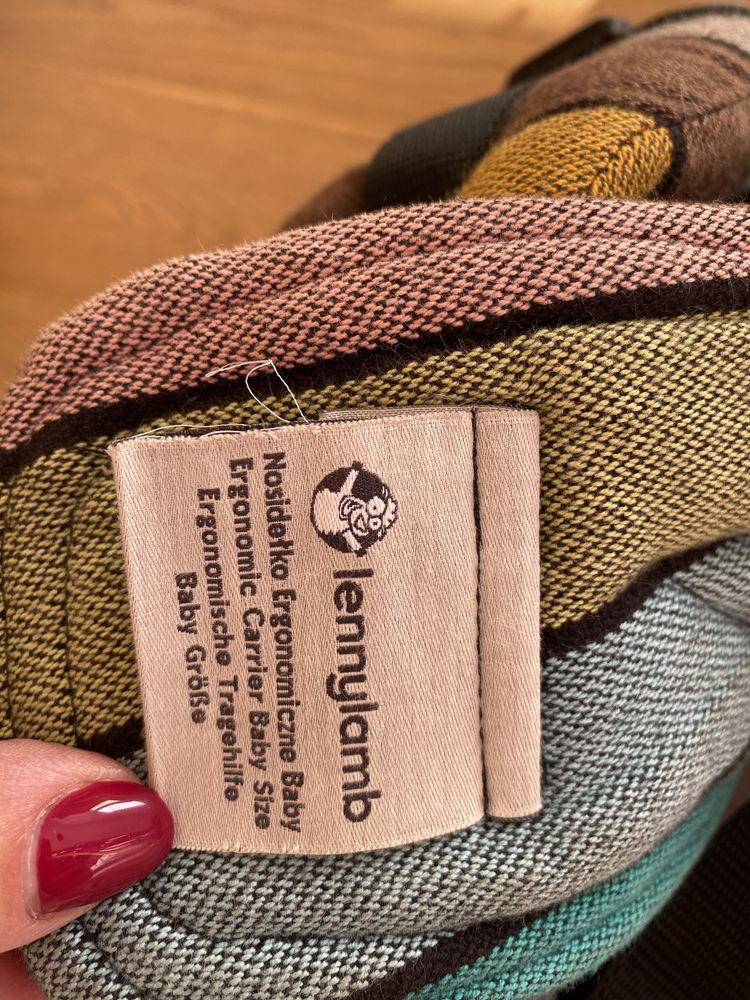 lennylamb
Nosidełko Ergonomiczne Baby
Ergonomic Carrier Baby Size
Ergonomische Tragehilfe
Baby Größe